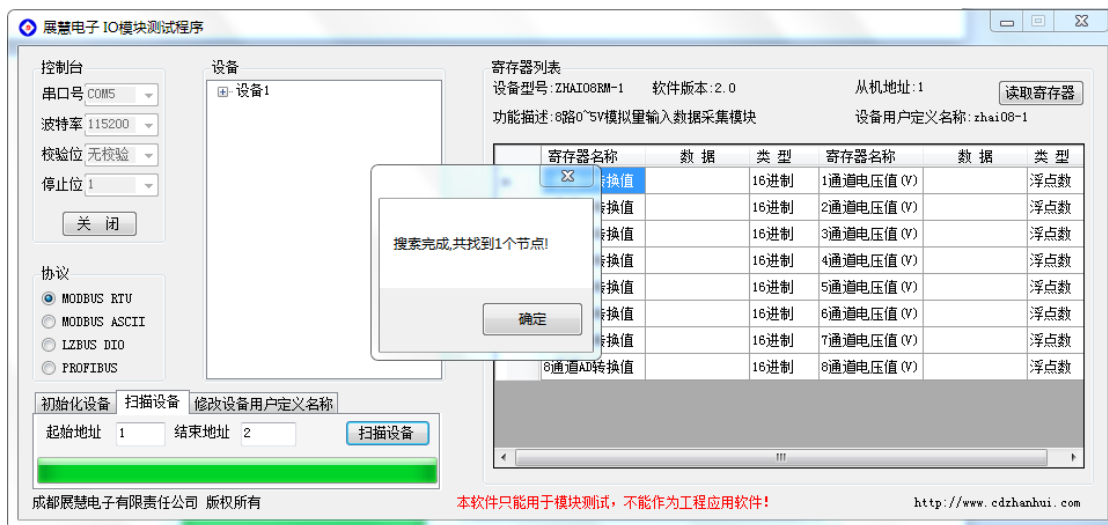 展慧电子 IO模块测试程序
控制台
串口号 COM5
波特率 115200
校验位 无校验
停止位 1
关 闭
协议
MODBUS RTU
MODBUS ASCII
LZBUS DIO
PROFIBUS
设备
设备1
寄存器列表
设备型号:ZHAI08RM-1 软件版本:2.0 从机地址:1 读取寄存器
功能描述:8路0~5V模拟量输入数据采集模块 设备用户定义名称:zhai08-1
寄存器名称 数 据 类 型 寄存器名称 数 据 类 型
转换值 16进制 1通道电压值(V) 浮点数
转换值 16进制 2通道电压值(V) 浮点数
转换值 16进制 3通道电压值(V) 浮点数
转换值 16进制 4通道电压值(V) 浮点数
转换值 16进制 5通道电压值(V) 浮点数
转换值 16进制 6通道电压值(V) 浮点数
转换值 16进制 7通道电压值(V) 浮点数
8通道AD转换值 16进制 8通道电压值(V) 浮点数
搜索完成,共找到1个节点!
确定
初始化设备 扫描设备 修改设备用户定义名称
起始地址 1 结束地址 2 扫描设备
成都展慧电子有限责任公司 版权所有 本软件只能用于模块测试，不能作为工程应用软件! http://www.cdzhanhui.com